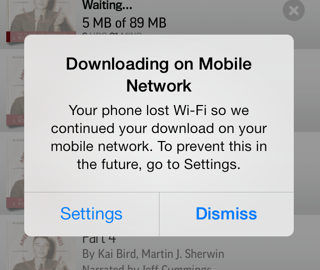 Waiting...
5 MB of 89 MB
Downloading on Mobile
Network
Your phone lost Wi-Fi so we
continued your download on your
mobile network. To prevent this in
the future, go to Settings.
Settings
Dismiss
Part 4
By Kai Bird, Martin J. Sherwin
Narrated by Jeff Cummings